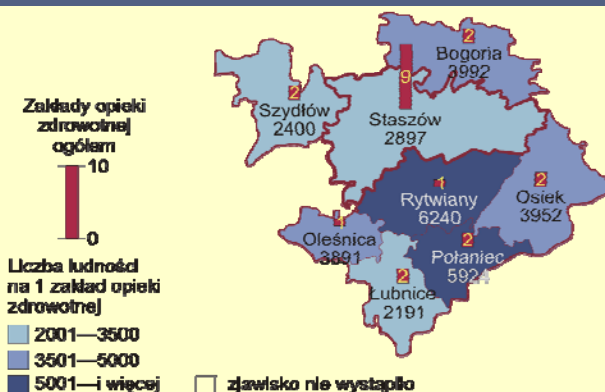 2
Bogoria
3992
2
Szydłów
2400
9
Staszów
2897
Zakłady opieki
zdrowotnej
ogółem
10
0
1
Rytwiany
6240
2
Osiek
3952
1
Oleśnica
3891
2
Połaniec
5924
2
Łubnice
2191
Liczba ludności
na 1 zakład opieki
zdrowotnej
2001—3500
3501—5000
5001—i więcej
zjawisko nie wystąpiło